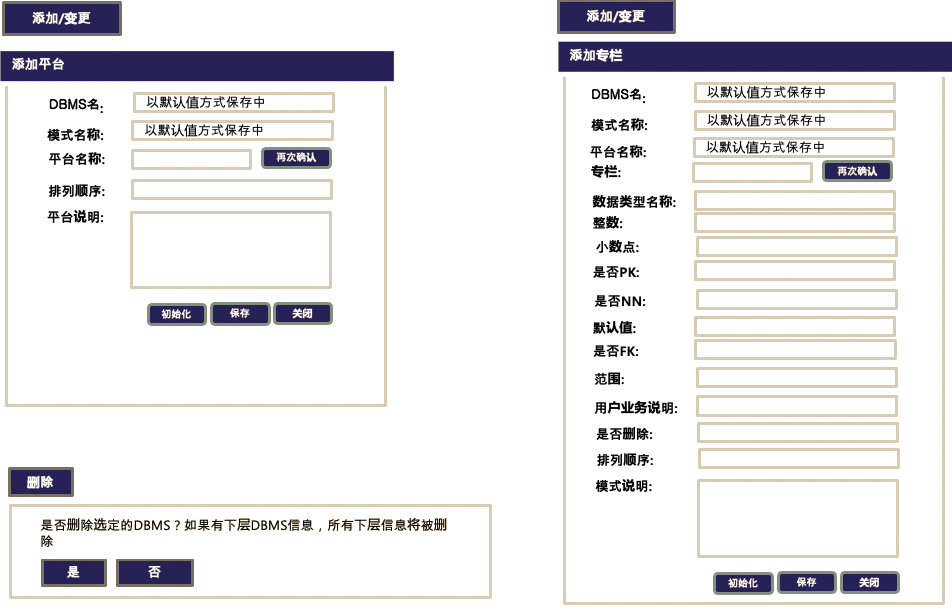 添加/变更
添加平台
DBMS名:
以默认值方式保存中
模式名称:
以默认值方式保存中
平台名称:
再次确认
排列顺序:
平台说明:
初始化
保存
关闭
删除
是否删除选定的DBMS？如果有下层DBMS信息，所有下层信息将被删
除
是
否
添加/变更
添加专栏
DBMS名:
以默认值方式保存中
模式名称:
以默认值方式保存中
平台名称:
以默认值方式保存中
专栏:
再次确认
数据类型名称:
整数:
小数点:
是否PK:
是否NN:
默认值:
是否FK:
范围:
用户业务说明:
是否删除:
排列顺序:
模式说明:
初始化
保存
关闭